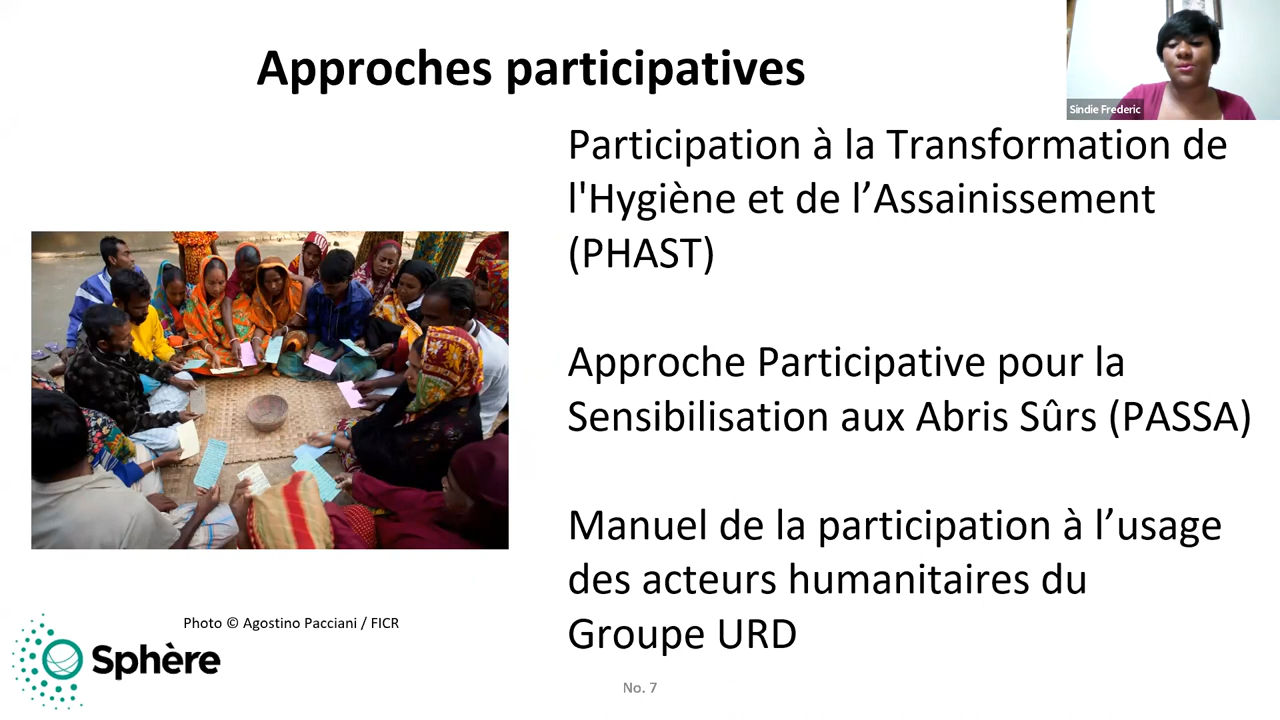 Approches participatives
Sindie Frederic
Participation à la Transformation de
l'Hygiène et de l’Assainissement
(PHAST)
Approche Participative pour la
Sensibilisation aux Abris Sûrs (PASSA)
Manuel de la participation à l’usage
des acteurs humanitaires du
Groupe URD
Photo © Agostino Pacciani / FICR
Sphère
No. 7